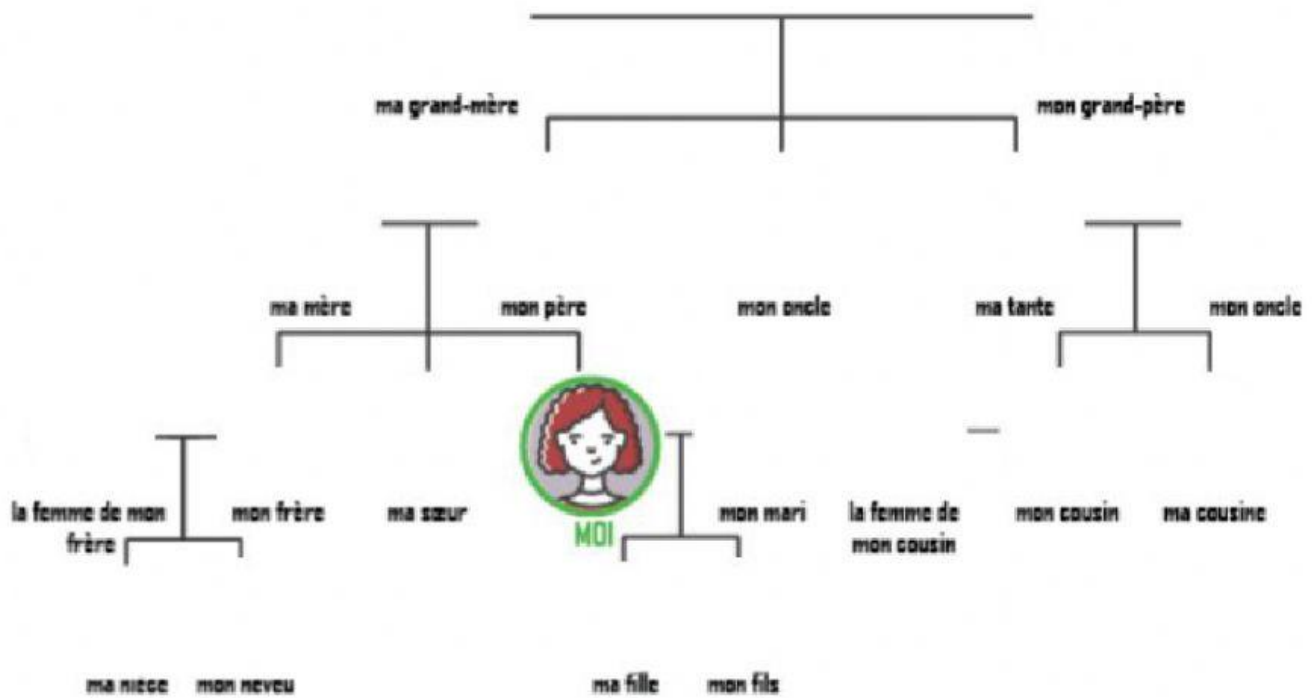 ma grand-mère mon grand-père
ma mère mon père mon oncle ma tante mon oncle
la femme de mon frère mon frère ma sœur MOI mon mari la femme de mon cousin mon cousin ma cousine
ma nièce mon neveu ma fille mon fils